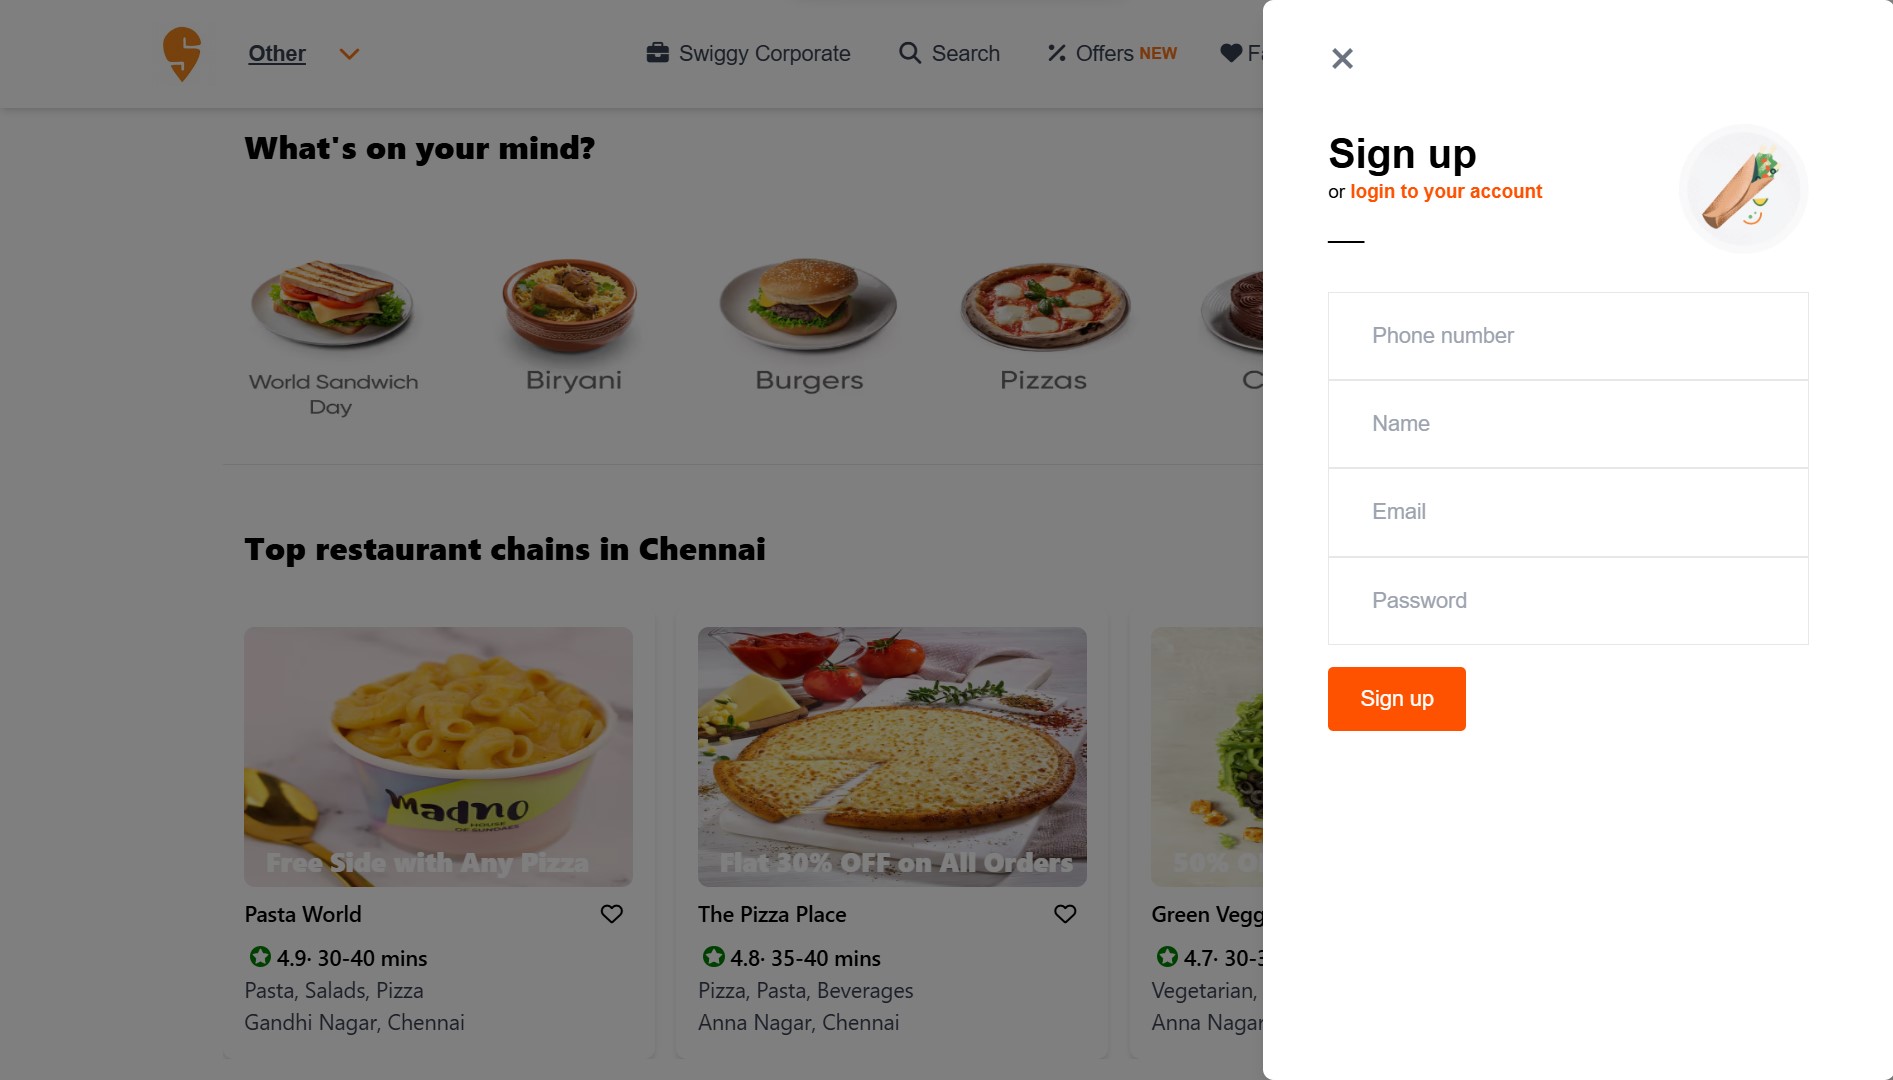 Other
Swiggy Corporate
Search
Offers NEW
What's on your mind?
World Sandwich
Day
Biryani
Burgers
Pizzas
Top restaurant chains in Chennai
Madno
HOUSE
OF SUNDAES
Free Side with Any Pizza
Flat 30% OFF on All Orders
50% O
Pasta World
4.9· 30-40 mins
Pasta, Salads, Pizza
Gandhi Nagar, Chennai
The Pizza Place
4.8· 35-40 mins
Pizza, Pasta, Beverages
Anna Nagar, Chennai
Green Vegg
4.7· 30-3
Vegetarian,
Anna Nagar
Sign up
or login to your account
Phone number
Name
Email
Password
Sign up